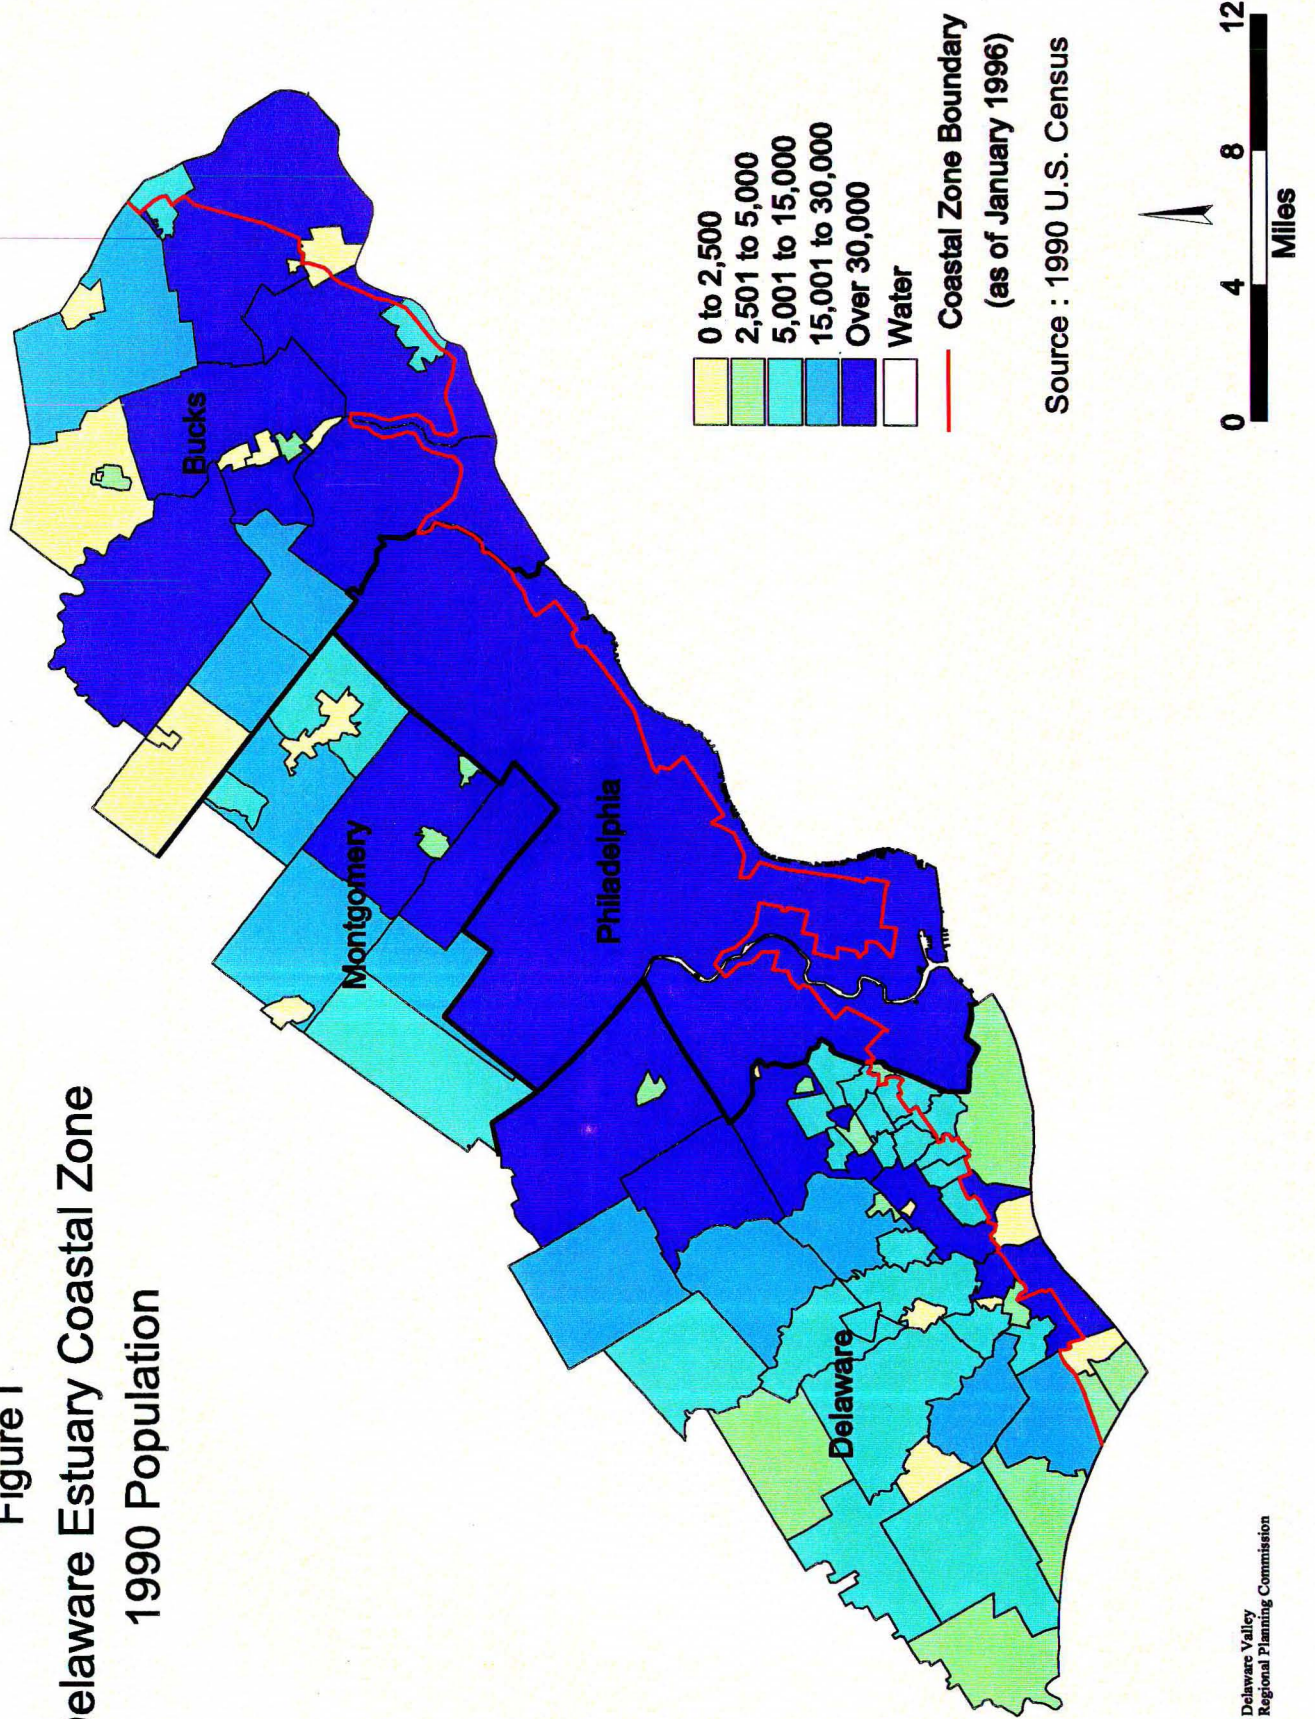 Figure 1
Delaware Estuary Coastal Zone
1990 Population
Bucks
Montgomery
Philadelphia
Delaware
0 to 2,500
2,501 to 5,000
5,001 to 15,000
15,001 to 30,000
Over 30,000
Water
Coastal Zone Boundary
(as of January 1996)
Source : 1990 U.S. Census
0 4 8 12
Miles
Delaware Valley
Regional Planning Commission